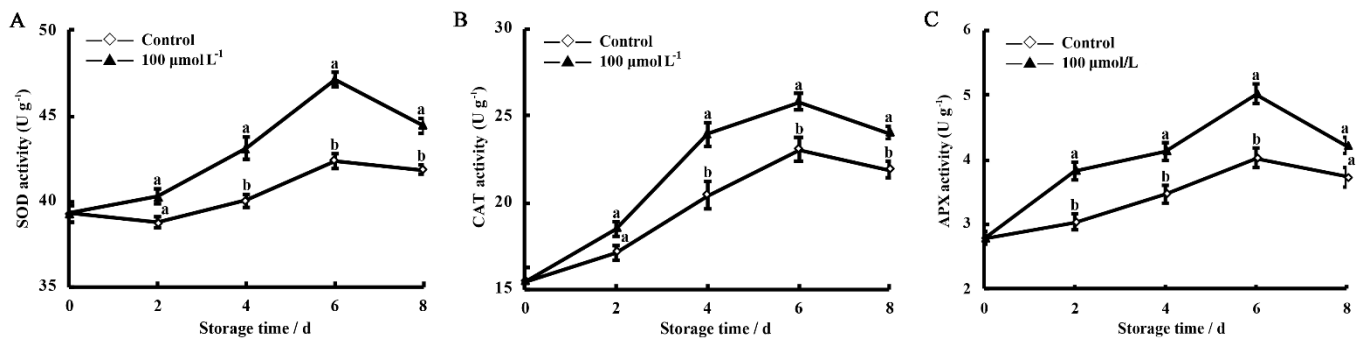 A
SOD activity (U g-1)
50
45
40
35
Control
100 μmol L-1
a
a
a
a
a
b
b
b
0
2
4
6
8
Storage time / d
B
CAT activity (U g-1)
30
25
20
15
Control
100 μmol L-1
a
a
a
a
a
b
b
b
0
2
4
6
8
Storage time / d
C
APX activity (U g-1)
6
5
4
3
2
Control
100 μmol/L
a
a
a
a
b
b
b
a
0
2
4
6
8
Storage time / d